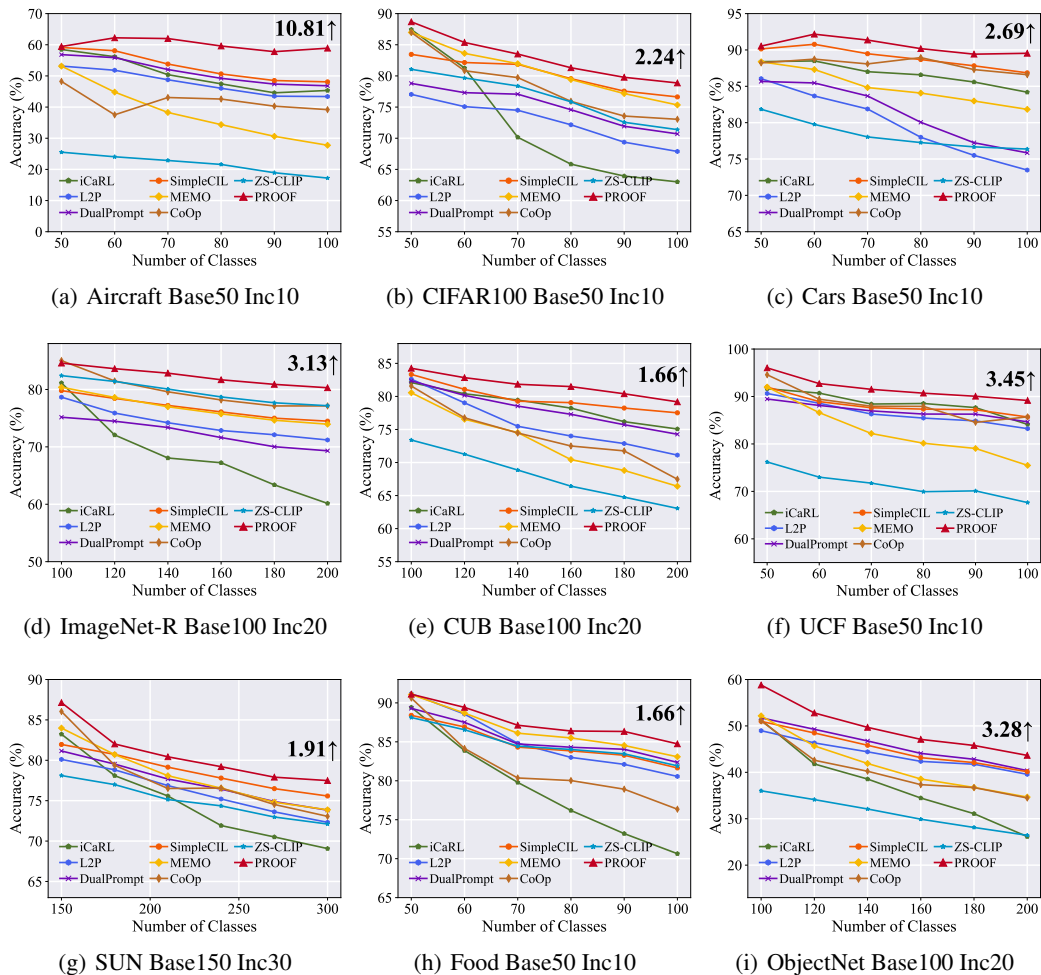 10.81↑
Accuracy (%)
70
60
50
40
30
20
10
0
iCaRL
SimpleCIL
ZS-CLIP
L2P
MEMO
PROOF
DualPrompt
CoOp
50 60 70 80 90 100
Number of Classes
(a) Aircraft Base50 Inc10
2.24↑
Accuracy (%)
90
85
80
75
70
65
60
iCaRL
SimpleCIL
ZS-CLIP
L2P
MEMO
PROOF
DualPrompt
CoOp
50 60 70 80 90 100
Number of Classes
(b) CIFAR100 Base50 Inc10
2.69↑
Accuracy (%)
95
90
85
80
75
70
65
iCaRL
SimpleCIL
ZS-CLIP
L2P
MEMO
PROOF
DualPrompt
CoOp
50 60 70 80 90 100
Number of Classes
(c) Cars Base50 Inc10
3.13↑
Accuracy (%)
80
70
60
50
iCaRL
SimpleCIL
ZS-CLIP
L2P
MEMO
PROOF
DualPrompt
CoOp
100 120 140 160 180 200
Number of Classes
(d) ImageNet-R Base100 Inc20
1.66↑
Accuracy (%)
85
80
75
70
65
60
55
iCaRL
SimpleCIL
ZS-CLIP
L2P
MEMO
PROOF
DualPrompt
CoOp
100 120 140 160 180 200
Number of Classes
(e) CUB Base100 Inc20
3.45↑
Accuracy (%)
100
90
80
70
60
iCaRL
SimpleCIL
ZS-CLIP
L2P
MEMO
PROOF
DualPrompt
CoOp
50 60 70 80 90 100
Number of Classes
(f) UCF Base50 Inc10
1.91↑
Accuracy (%)
90
85
80
75
70
65
iCaRL
SimpleCIL
ZS-CLIP
L2P
MEMO
PROOF
DualPrompt
CoOp
150 200 250 300
Number of Classes
(g) SUN Base150 Inc30
1.66↑
Accuracy (%)
90
85
80
75
70
65
iCaRL
SimpleCIL
ZS-CLIP
L2P
MEMO
PROOF
DualPrompt
CoOp
50 60 70 80 90 100
Number of Classes
(h) Food Base50 Inc10
3.28↑
Accuracy (%)
60
50
40
30
20
iCaRL
SimpleCIL
ZS-CLIP
L2P
MEMO
PROOF
DualPrompt
CoOp
100 120 140 160 180 200
Number of Classes
(i) ObjectNet Base100 Inc20